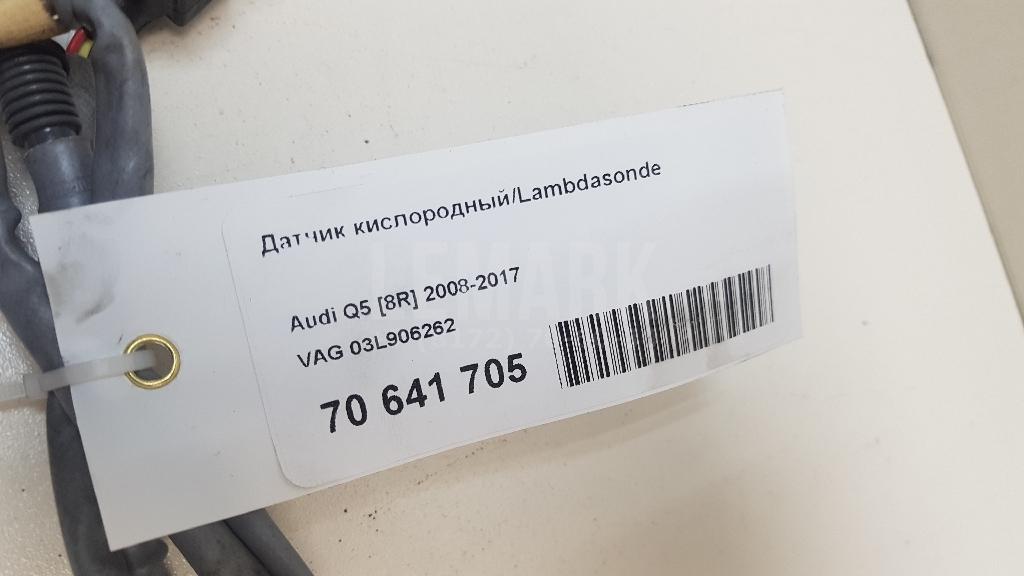 Датчик кислородный/Lambdasonde
LEMARK
Audi Q5 [8R] 2008-2017
VAG 03L906262
70 641 705